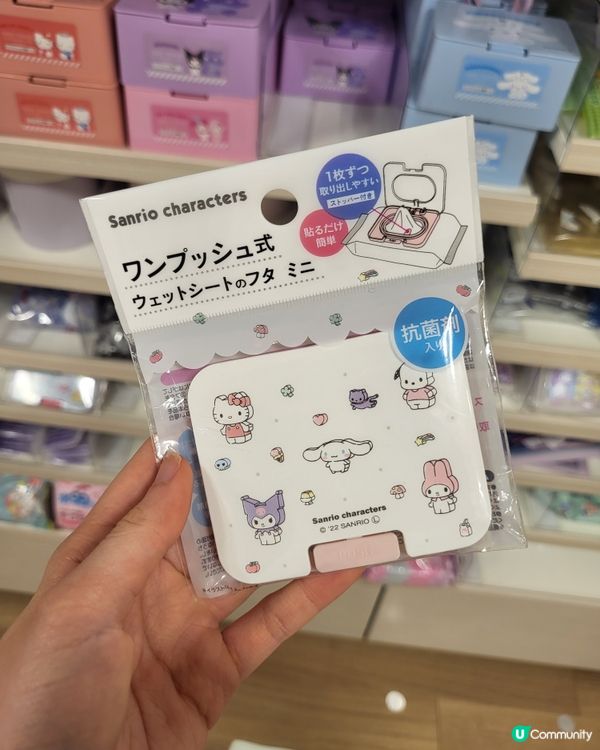 Sanrio characters
ワンプッシュ式
ウェットシートのフタ ミニ
1枚ずつ
取り出しやすい
ストッパー付き
貼るだけ
簡単
抗菌剤
入り
Sanrio characters
© '22 SANRIO Ⓛ
PUSH
U Community